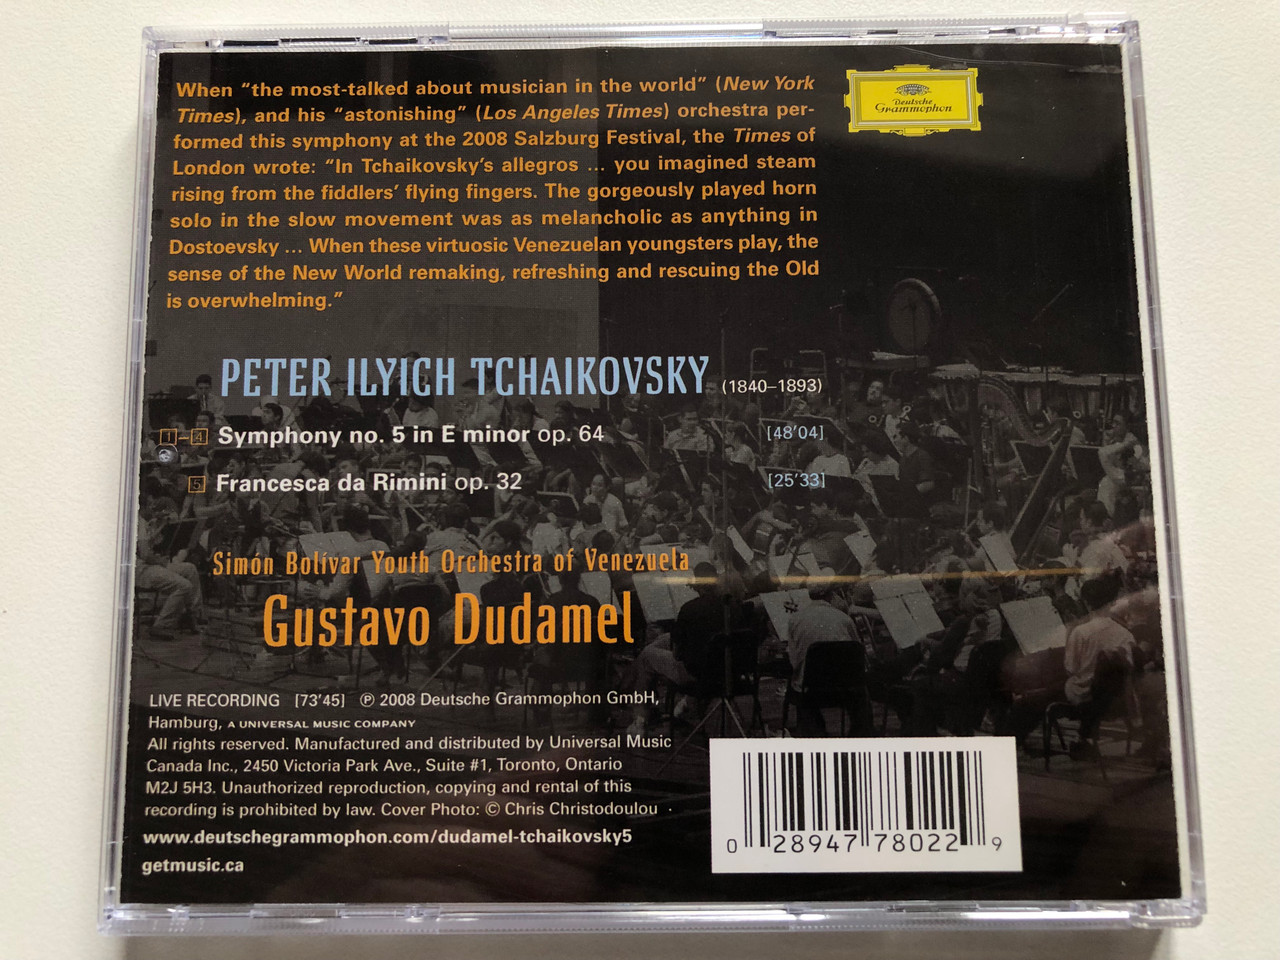 When “the most-talked about musician in the world” (New York
Times), and his “astonishing” (Los Angeles Times) orchestra per-
formed this symphony at the 2008 Salzburg Festival, the Times of
London wrote: “In Tchaikovsky’s allegros ... you imagined steam
rising from the fiddlers’ flying fingers. The gorgeously played horn
solo in the slow movement was as melancholic as anything in
Dostoevsky ... When these virtuosic Venezuelan youngsters play, the
sense of the New World remaking, refreshing and rescuing the Old
is overwhelming.”
Deutsche
Grammophon
PETER ILYICH TCHAIKOVSKY (1840–1893)
1–4 Symphony no. 5 in E minor op. 64 [48’04]
5 Francesca da Rimini op. 32 [25’33]
Simón Bolívar Youth Orchestra of Venezuela
Gustavo Dudamel
LIVE RECORDING [73’45] ℗ 2008 Deutsche Grammophon GmbH,
Hamburg, A UNIVERSAL MUSIC COMPANY
All rights reserved. Manufactured and distributed by Universal Music
Canada Inc., 2450 Victoria Park Ave., Suite #1, Toronto, Ontario
M2J 5H3. Unauthorized reproduction, copying and rental of this
recording is prohibited by law. Cover Photo: © Chris Christodoulou
www.deutschegrammophon.com/dudamel-tchaikovsky5
getmusic.ca
0 28947 78022 9